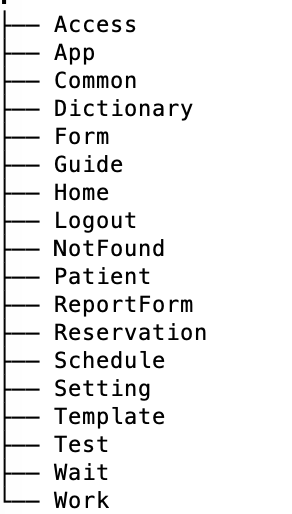 ├── Access
├── App
├── Common
├── Dictionary
├── Form
├── Guide
├── Home
├── Logout
├── NotFound
├── Patient
├── ReportForm
├── Reservation
├── Schedule
├── Setting
├── Template
├── Test
├── Wait
└── Work